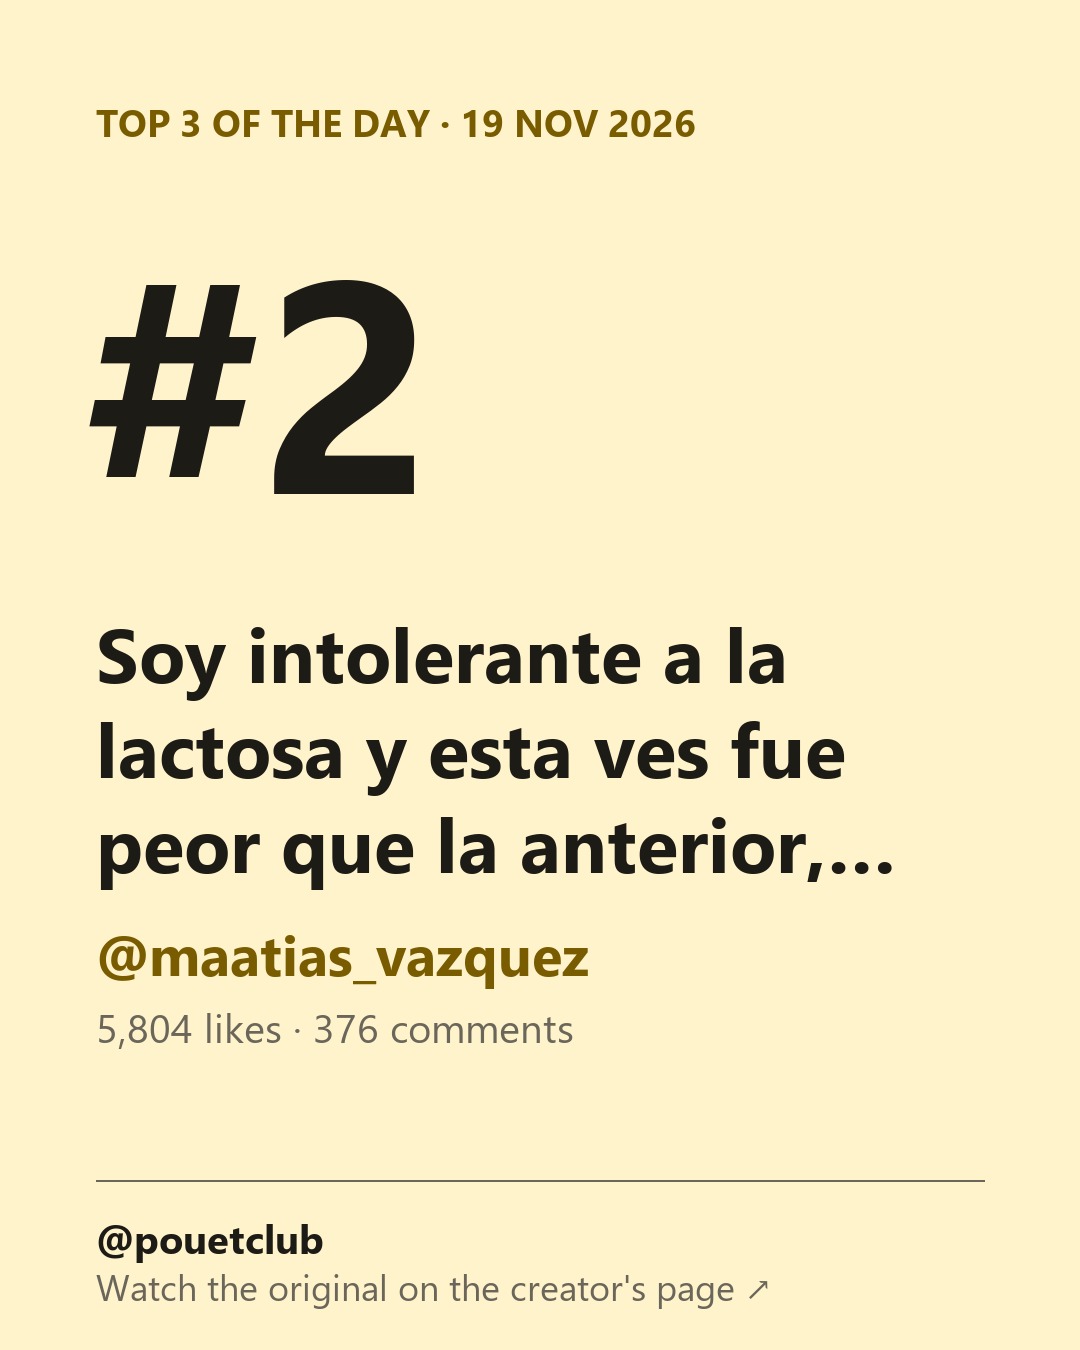 TOP 3 OF THE DAY · 19 NOV 2026
#2
Soy intolerante a la
lactosa y esta ves fue
peor que la anterior,...
@maatias_vazquez
5,804 likes · 376 comments
@pouetclub
Watch the original on the creator's page ↗